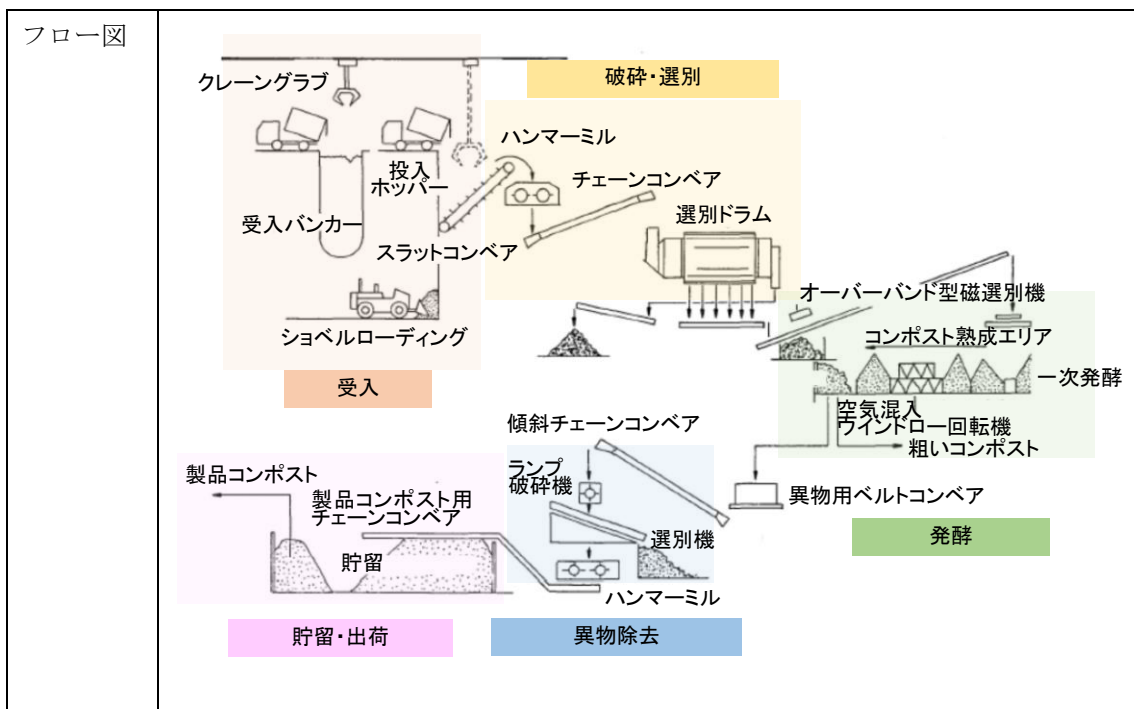 フロー図
クレーングラブ
破砕・選別
ハンマーミル
投入
ホッパー
チェーンコンベア
受入バンカー
選別ドラム
スラットコンベア
オーバーバンド型磁選別機
ショベルローディング
コンポスト熟成エリア
受入
一次発酵
空気混入
ウインドロー回転機
粗いコンポスト
傾斜チェーンコンベア
製品コンポスト
ランプ
破砕機
製品コンポスト用
チェーンコンベア
異物用ベルトコンベア
選別機
発酵
貯留
ハンマーミル
貯留・出荷
異物除去